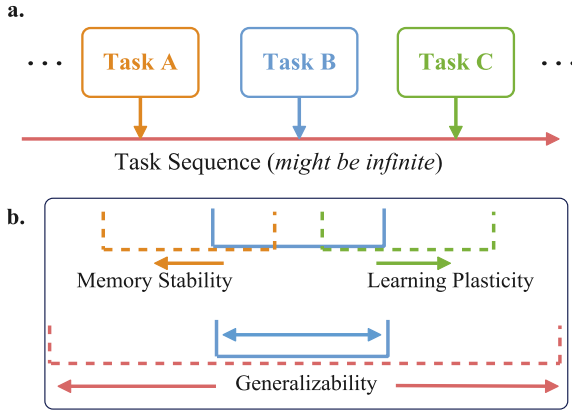 a.
... Task A Task B Task C ...
Task Sequence (might be infinite)
b.
Memory Stability Learning Plasticity
Generalizability